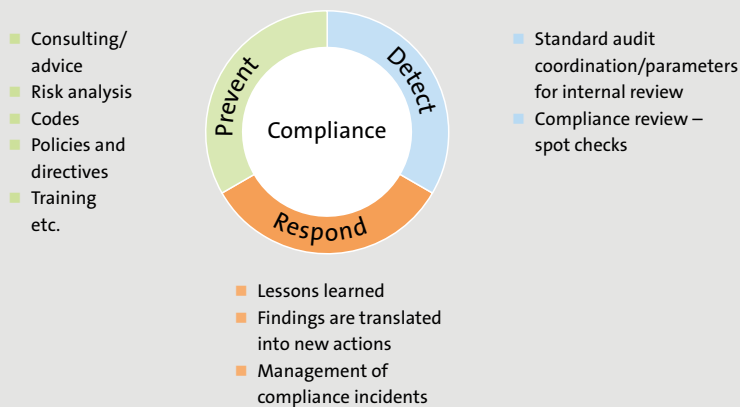 Consulting/
advice
Risk analysis
Codes
Policies and
directives
Training
etc.
Prevent
Compliance
Detect
Respond
Standard audit
coordination/parameters
for internal review
Compliance review –
spot checks
Lessons learned
Findings are translated
into new actions
Management of
compliance incidents